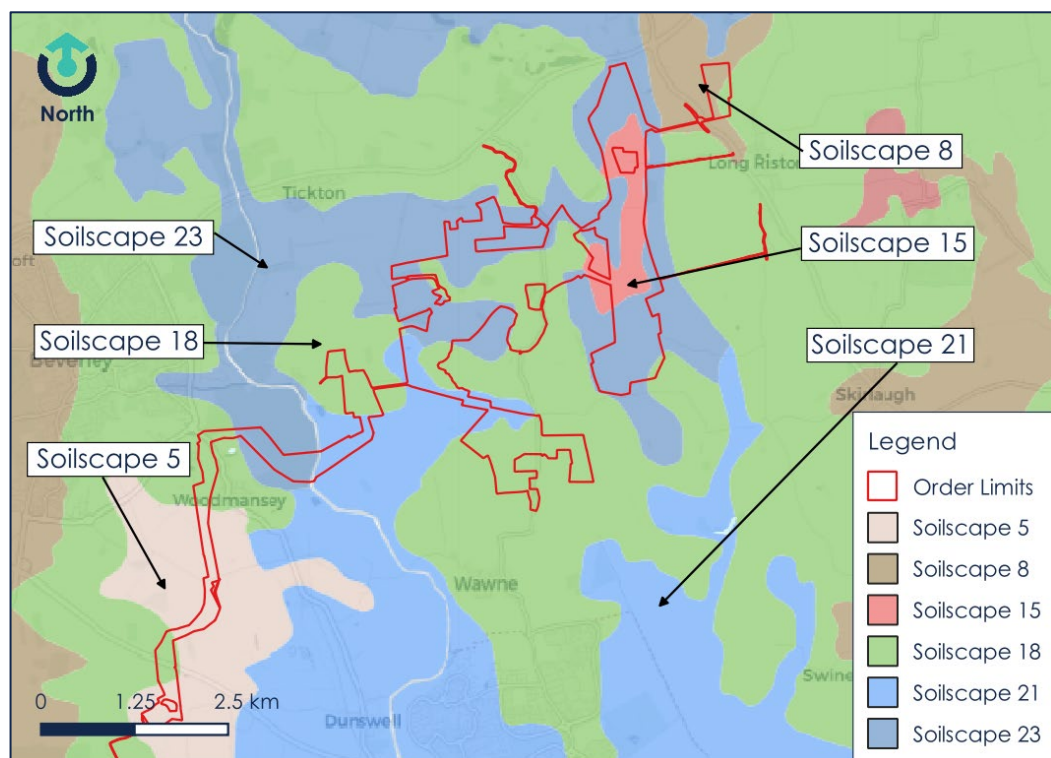 North
Tickton
Long Riston
Soilscape 8
Soilscape 23
Soilscape 15
Soilscape 18
Soilscape 21
Beverley
Skirlaugh
Soilscape 5
Woodmansey
Wawne
Dunswell
Swine
0 1.25 2.5 km
Legend
Order Limits
Soilscape 5
Soilscape 8
Soilscape 15
Soilscape 18
Soilscape 21
Soilscape 23